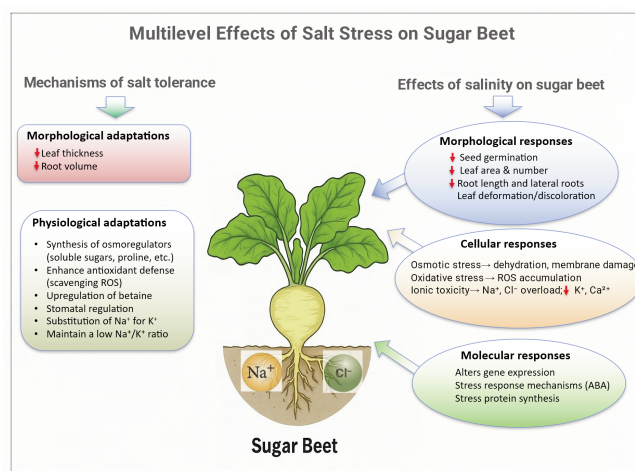 Multilevel Effects of Salt Stress on Sugar Beet
Mechanisms of salt tolerance
Morphological adaptations
↓Leaf thickness
↓Root volume
Physiological adaptations
• Synthesis of osmoregulators
(soluble sugars, proline, etc.)
• Enhance antioxidant defense
(scavenging ROS)
• Upregulation of betaine
• Stomatal regulation
• Substitution of Na⁺ for K⁺
• Maintain a low Na⁺/K⁺ ratio
Effects of salinity on sugar beet
Morphological responses
↓ Seed germination
↓ Leaf area & number
↓ Root length and lateral roots
Leaf deformation/discoloration
Cellular responses
Osmotic stress→ dehydration, membrane damage
Oxidative stress→ ROS accumulation
Ionic toxicity→ Na⁺, Cl⁻ overload;↓ K⁺, Ca²⁺
Molecular responses
Alters gene expression
Stress response mechanisms (ABA)
Stress protein synthesis
Na⁺
Cl⁻
Sugar Beet